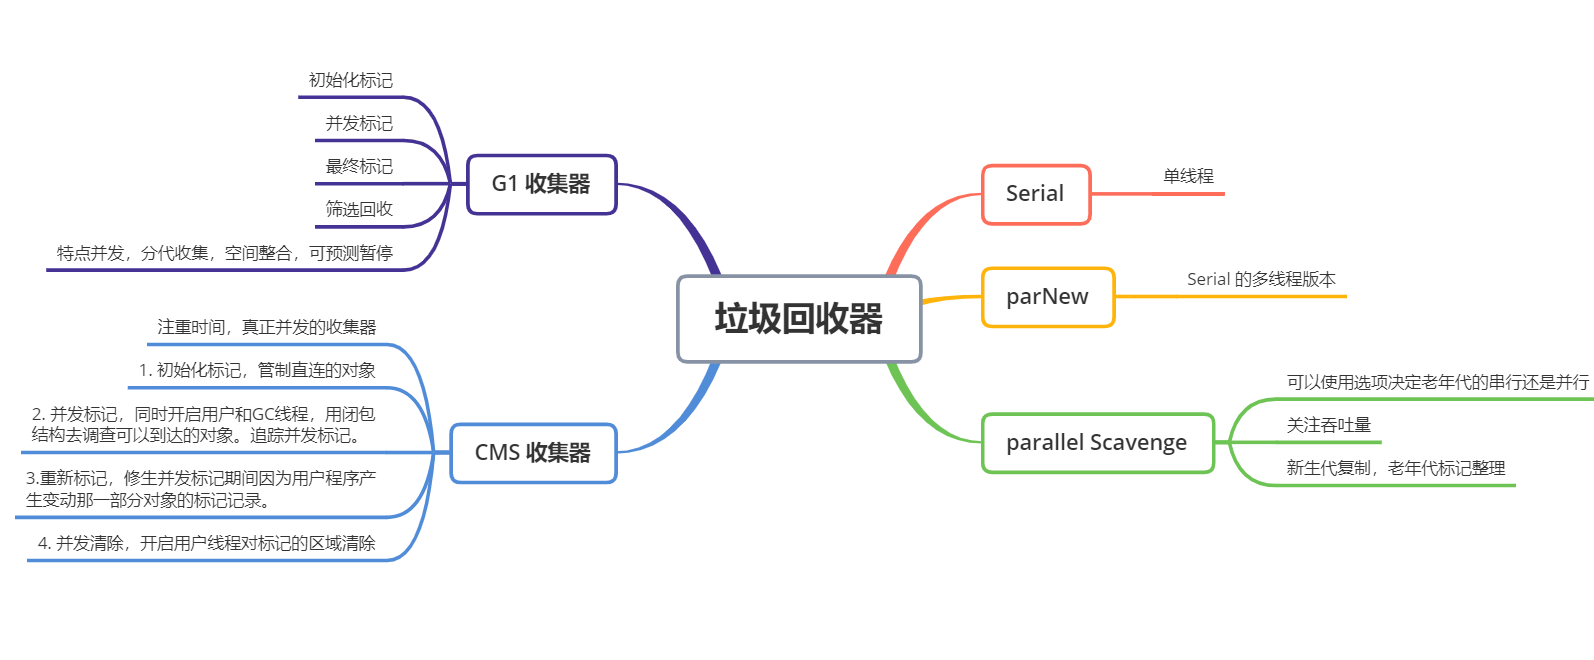 垃圾回收器
Serial
单线程
parNew
Serial 的多线程版本
parallel Scavenge
可以使用选项决定老年代的串行还是并行
关注吞吐量
新生代复制，老年代标记整理
G1 收集器
初始化标记
并发标记
最终标记
筛选回收
特点并发，分代收集，空间整合，可预测暂停
CMS 收集器
注重时间，真正并发的收集器
1. 初始化标记，管制直连的对象
2. 并发标记，同时开启用户和GC线程，用闭包
结构去调查可以到达的对象。追踪并发标记。
3.重新标记，修生并发标记期间因为用户程序产
生变动那一部分对象的标记记录。
4. 并发清除，开启用户线程对标记的区域清除